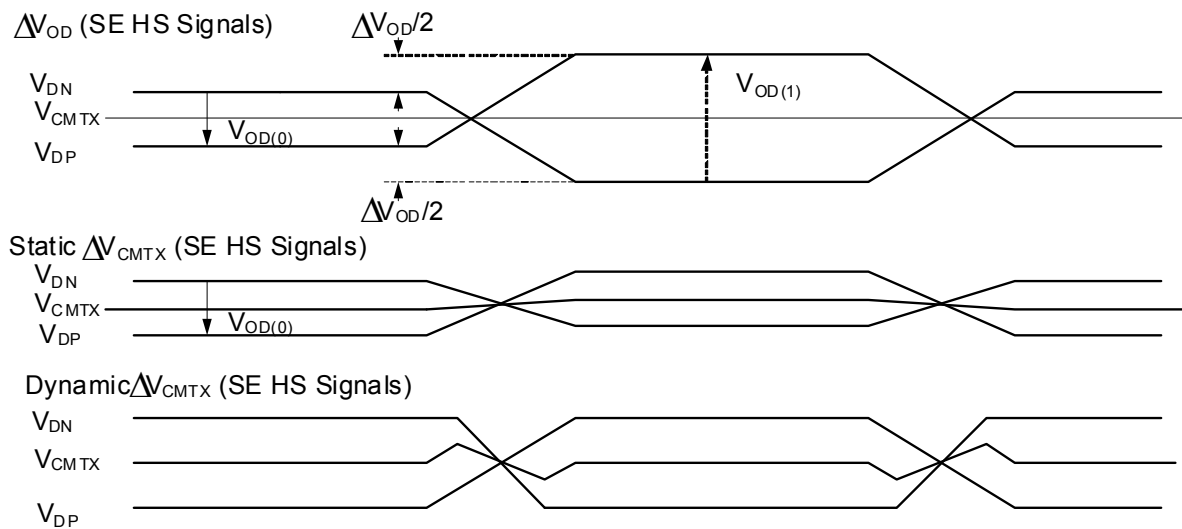 ΔV_OD (SE HS Signals)
ΔV_OD/2
V_DN
V_CMTX
V_OD(0)
V_OD(1)
V_DP
ΔV_OD/2
Static ΔV_CMTX (SE HS Signals)
V_DN
V_CMTX
V_OD(0)
V_DP
Dynamic ΔV_CMTX (SE HS Signals)
V_DN
V_CMTX
V_DP